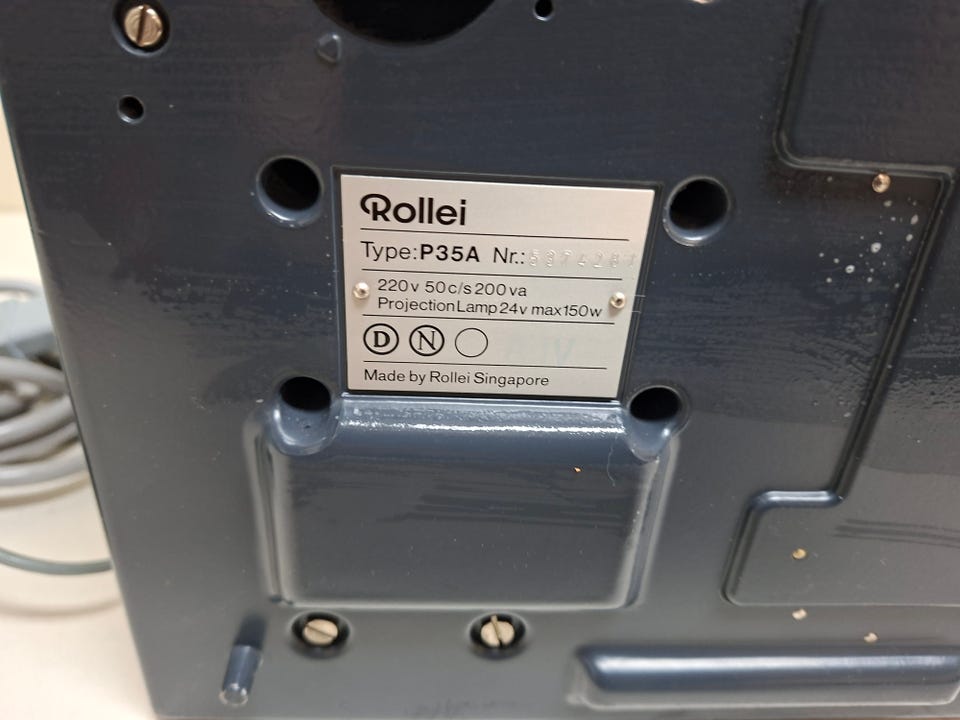 Rollei
Type:P35A Nr.:
220v 50c/s 200va
Projection Lamp 24v max150w
D N
Made by Rollei Singapore